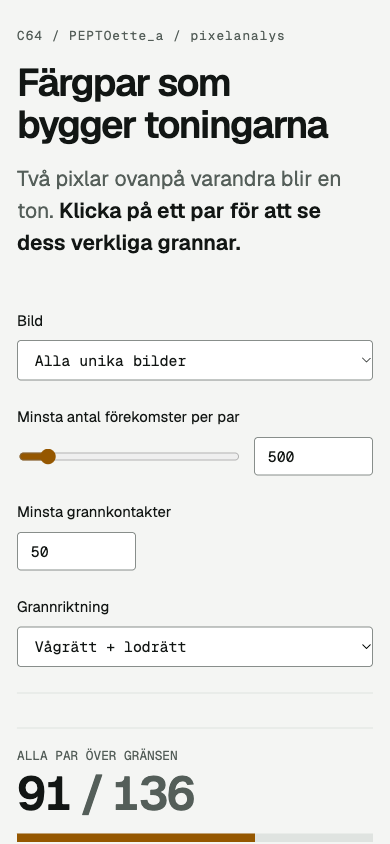 C64 / PEPTOette_a / pixelanalys
Färgpar som
bygger toningarna
Två pixlar ovanpå varandra blir en
ton. Klicka på ett par för att se
dess verkliga grannar.
Bild
Alla unika bilder
Minsta antal förekomster per par
500
Minsta grannkontakter
50
Grannriktning
Vågrätt + lodrätt
ALLA PAR ÖVER GRÄNSEN
91 / 136